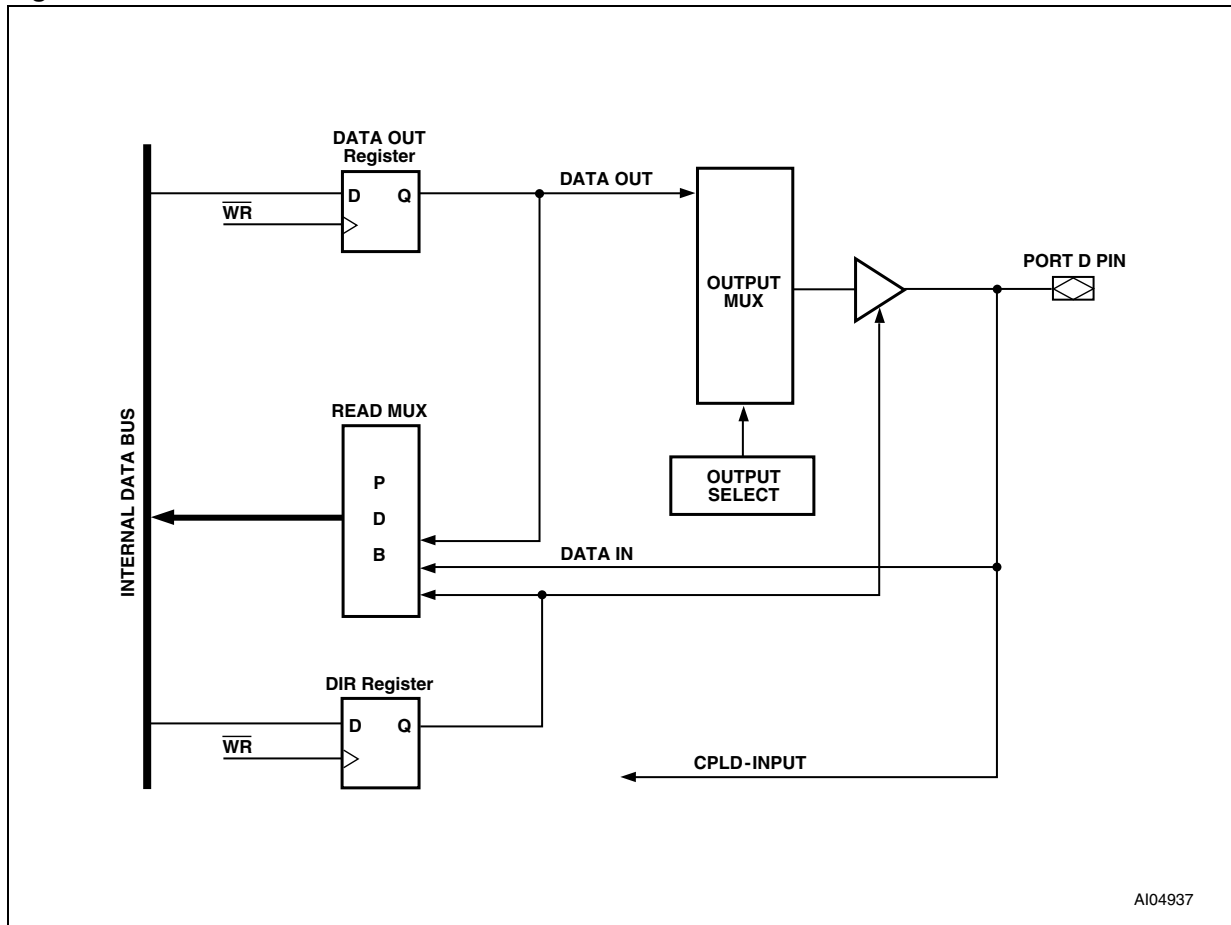 DATA OUT
Register
D Q
WR
DATA OUT
OUTPUT
MUX
PORT D PIN
READ MUX
P
D
B
INTERNAL DATA BUS
OUTPUT
SELECT
DATA IN
DIR Register
D Q
WR
CPLD-INPUT
AI04937